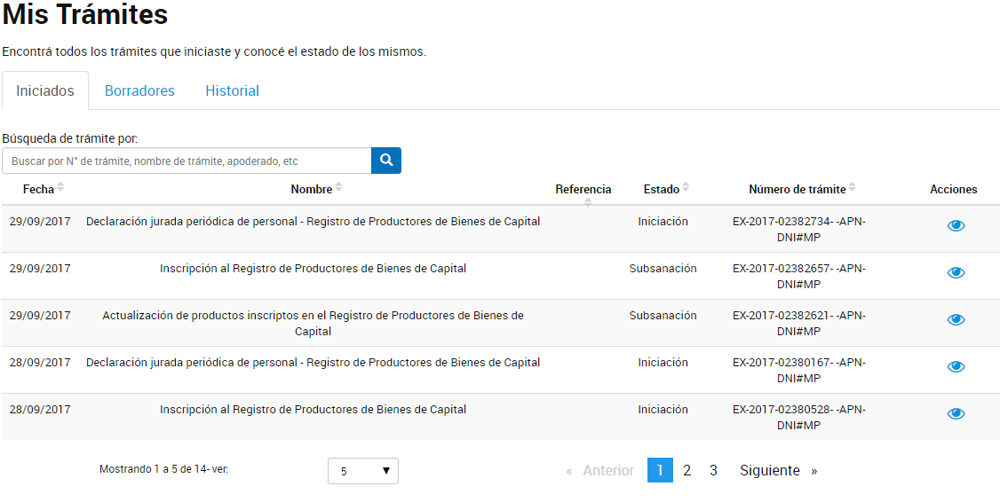 Mis Trámites
Encontrá todos los trámites que iniciaste y conocé el estado de los mismos.
Iniciados Borradores Historial
Búsqueda de trámite por:
Buscar por N° de trámite, nombre de trámite, apoderado, etc
Fecha Nombre Referencia Estado Número de trámite Acciones
29/09/2017 Declaración jurada periódica de personal - Registro de Productores de Bienes de Capital Iniciación EX-2017-02382734- -APN-
DNI#MP
29/09/2017 Inscripción al Registro de Productores de Bienes de Capital Subsanación EX-2017-02382657- -APN-
DNI#MP
29/09/2017 Actualización de productos inscriptos en el Registro de Productores de Bienes de Subsanación EX-2017-02382621- -APN-
Capital DNI#MP
28/09/2017 Declaración jurada periódica de personal - Registro de Productores de Bienes de Capital Iniciación EX-2017-02380167- -APN-
DNI#MP
28/09/2017 Inscripción al Registro de Productores de Bienes de Capital Iniciación EX-2017-02380528- -APN-
DNI#MP
Mostrando 1 a 5 de 14- ver: 5 « Anterior 1 2 3 Siguiente »